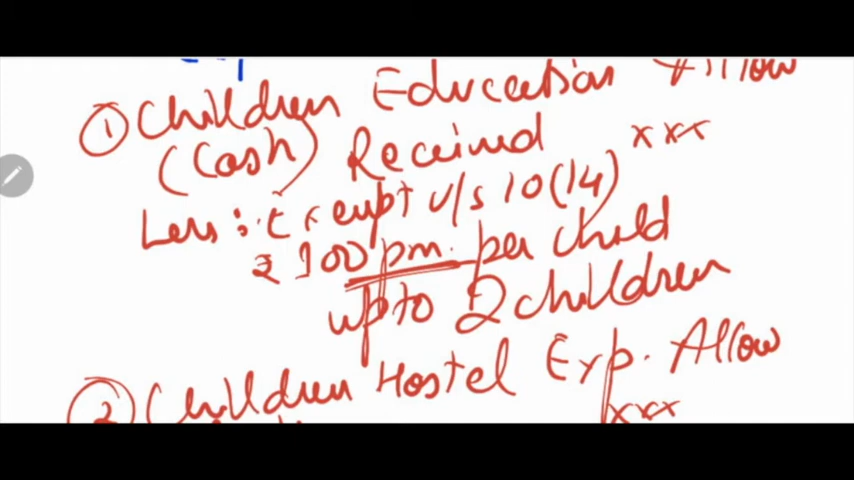 ① Children Education Allow
(Cash) Received xxx
Less: Exempt u/s 10(14)
₹ 100 pm. per child
upto 2 children
② Children Hostel Exp. Allow
xxx